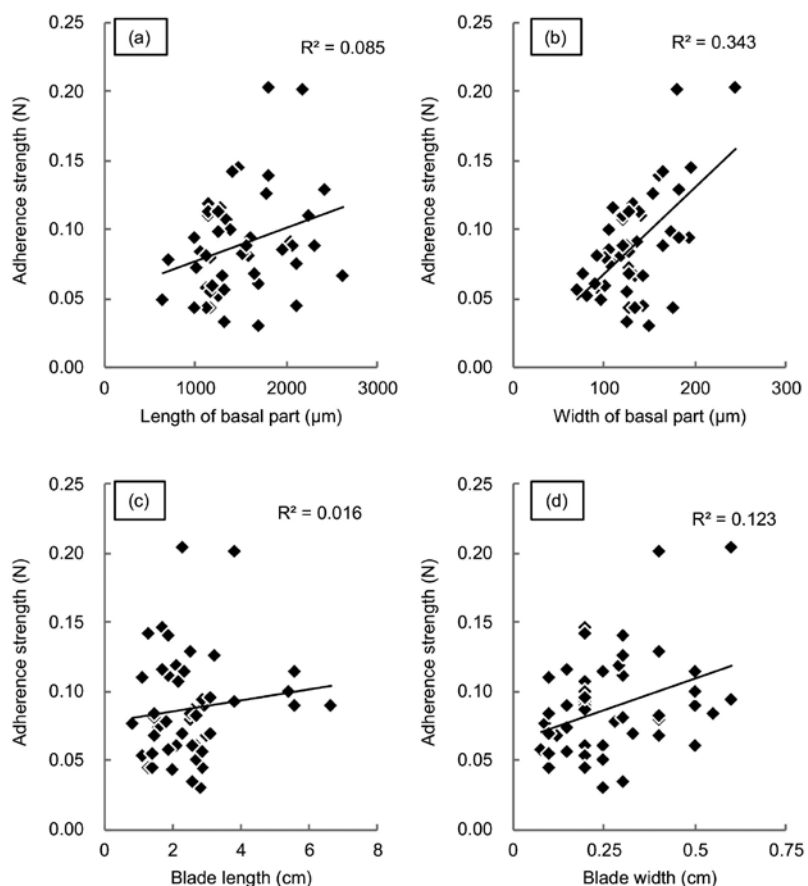 (a)
R² = 0.085
0.25
0.20
0.15
0.10
0.05
0.00
Adherence strength (N)
0
1000
2000
3000
Length of basal part (µm)
(b)
R² = 0.343
0.25
0.20
0.15
0.10
0.05
0.00
Adherence strength (N)
0
100
200
300
Width of basal part (µm)
(c)
R² = 0.016
0.25
0.20
0.15
0.10
0.05
0.00
Adherence strength (N)
0
2
4
6
8
Blade length (cm)
(d)
R² = 0.123
0.25
0.20
0.15
0.10
0.05
0.00
Adherence strength (N)
0
0.25
0.5
0.75
Blade width (cm)